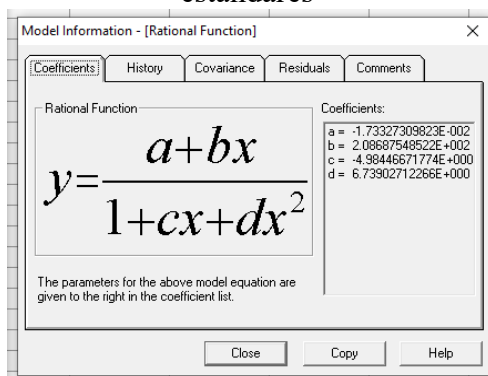 estándares
Model Information - [Rational Function]
Coefficients History Covariance Residuals Comments
Rational Function
y= a+bx / 1+cx+dx²
The parameters for the above model equation are
given to the right in the coefficient list.
Coefficients:
a = -1.73327309823E-002
b = 2.08687548522E+002
c = -4.98446671774E+000
d = 6.73902712266E+000
Close Copy Help